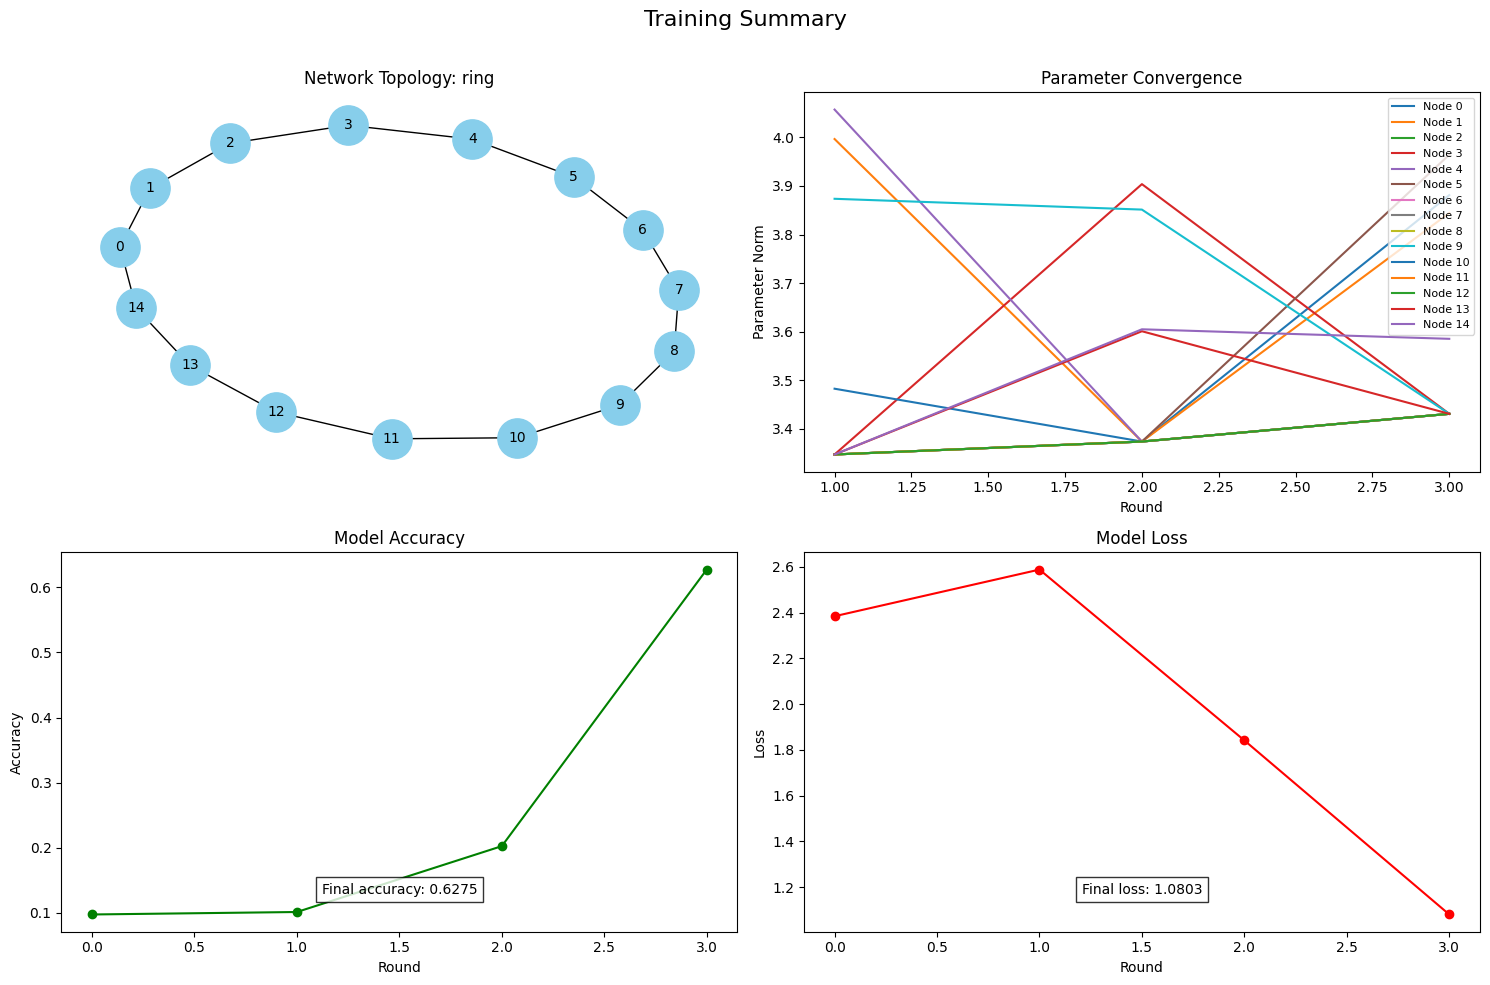 Training Summary
Network Topology: ring
3
2
4
5
1
6
0
7
14
8
13
9
12
11
10
Parameter Convergence
Parameter Norm
4.0
3.9
3.8
3.7
3.6
3.5
3.4
Node 0
Node 1
Node 2
Node 3
Node 4
Node 5
Node 6
Node 7
Node 8
Node 9
Node 10
Node 11
Node 12
Node 13
Node 14
1.00 1.25 1.50 1.75 2.00 2.25 2.50 2.75 3.00
Round
Model Accuracy
Accuracy
0.6
0.5
0.4
0.3
0.2
0.1
Final accuracy: 0.6275
0.0 0.5 1.0 1.5 2.0 2.5 3.0
Round
Model Loss
Loss
2.6
2.4
2.2
2.0
1.8
1.6
1.4
1.2
Final loss: 1.0803
0.0 0.5 1.0 1.5 2.0 2.5 3.0
Round